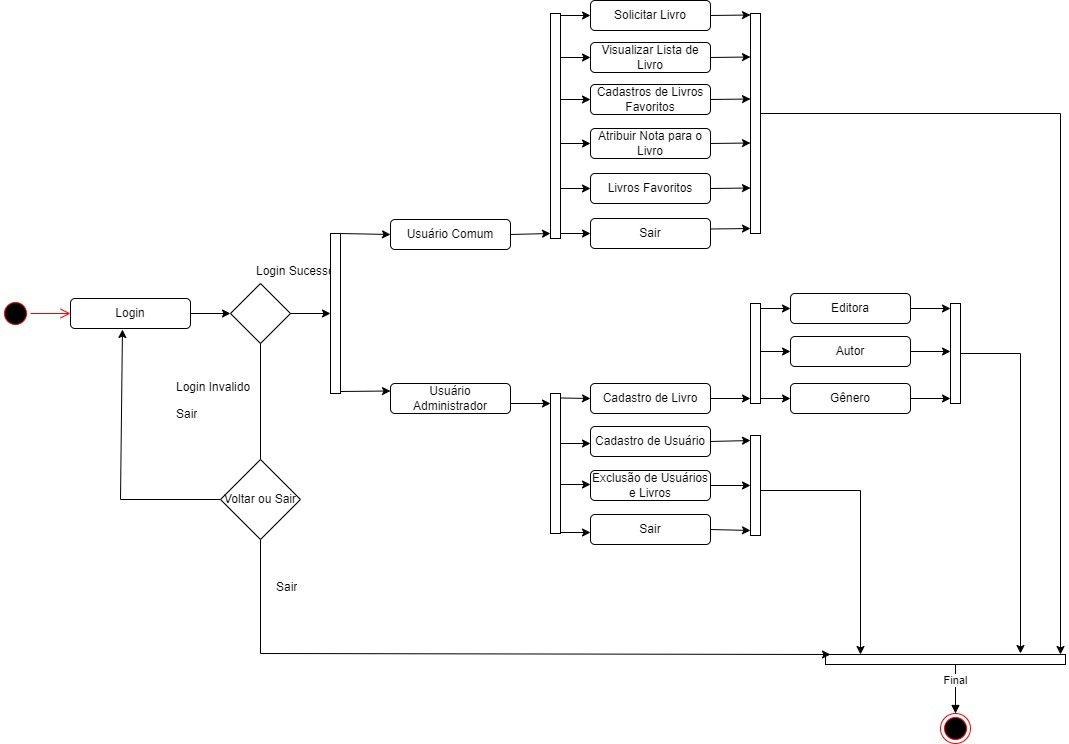 Solicitar Livro
Visualizar Lista de
Livro
Cadastros de Livros
Favoritos
Atribuir Nota para o
Livro
Livros Favoritos
Sair
Usuário Comum
Login Sucesso
Login
Login Invalido
Sair
Voltar ou Sair
Sair
Usuário
Administrador
Cadastro de Livro
Cadastro de Usuário
Exclusão de Usuários
e Livros
Sair
Editora
Autor
Gênero
Final